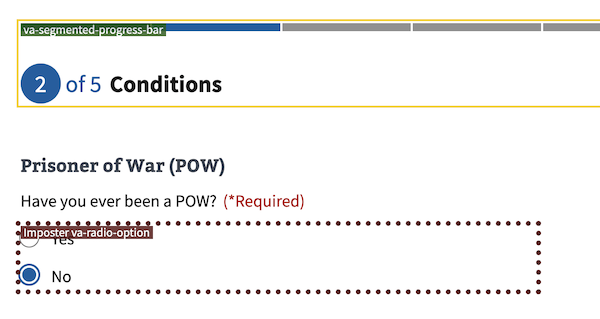 va-segmented-progress-bar
2 of 5 Conditions
Prisoner of War (POW)
Have you ever been a POW? (*Required)
Imposter va-radio-option
Yes
No